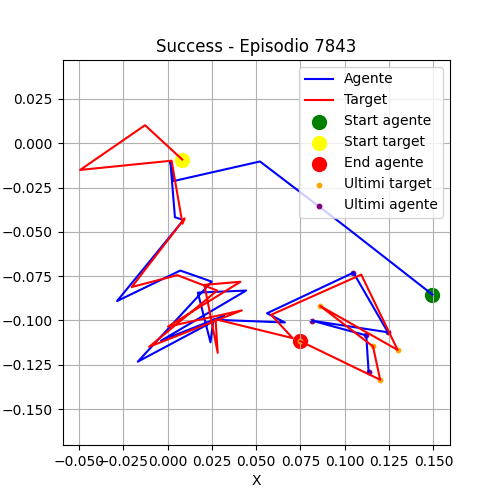 Success - Episodio 7843
Agente
Target
Start agente
Start target
End agente
Ultimi target
Ultimi agente
0.025
0.000
−0.025
−0.050
−0.075
−0.100
−0.125
−0.150
−0.050 −0.025 0.000 0.025 0.050 0.075 0.100 0.125 0.150
X